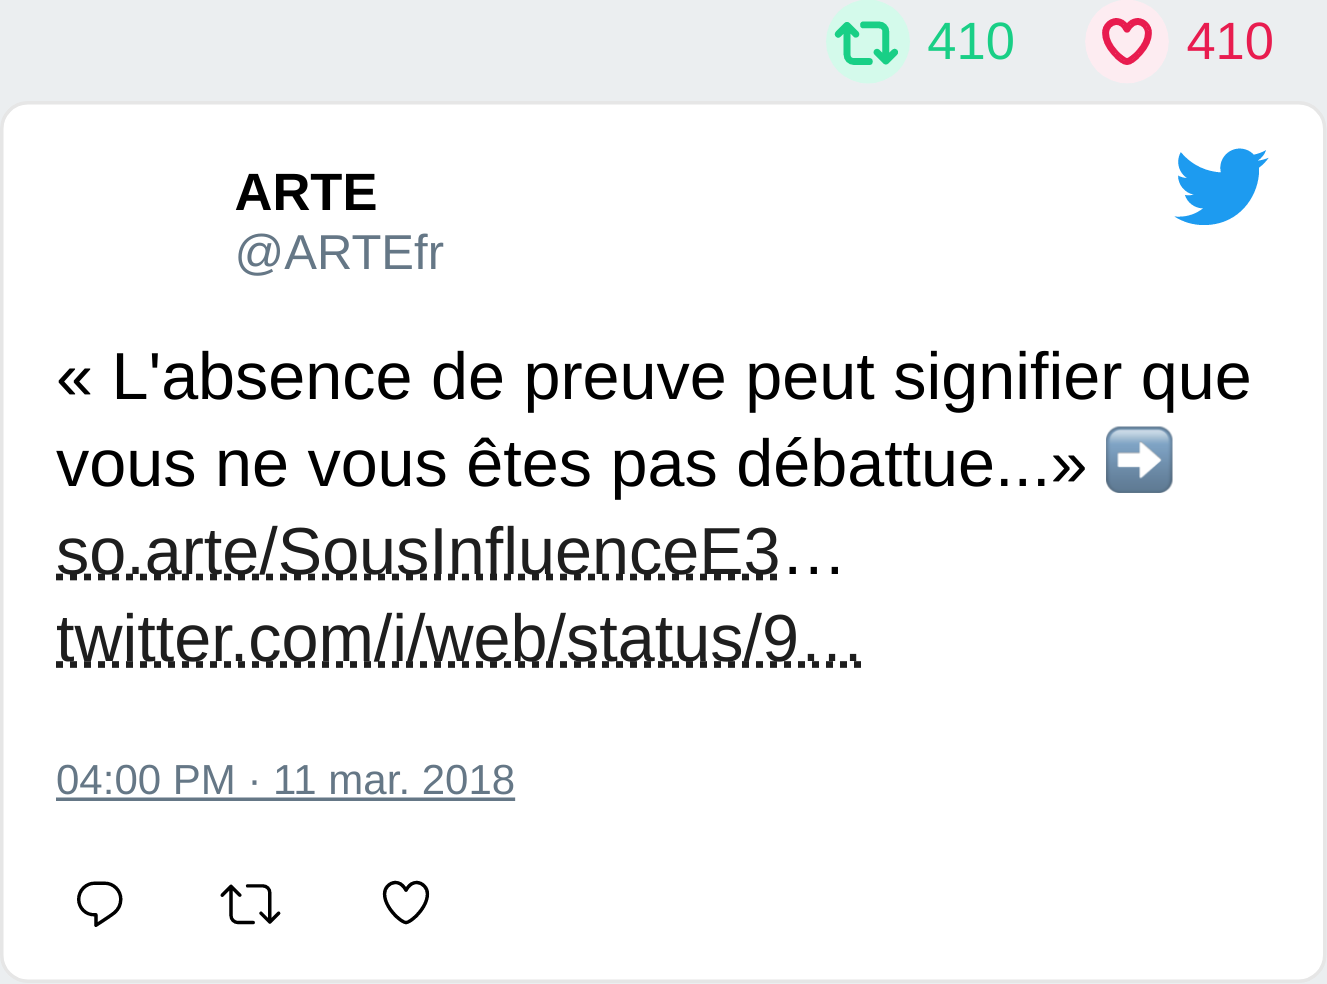 410 410
ARTE
@ARTEfr
« L'absence de preuve peut signifier que
vous ne vous êtes pas débattue...» ➡️
so.arte/SousInfluenceE3…
twitter.com/i/web/status/9…
04:00 PM · 11 mar. 2018